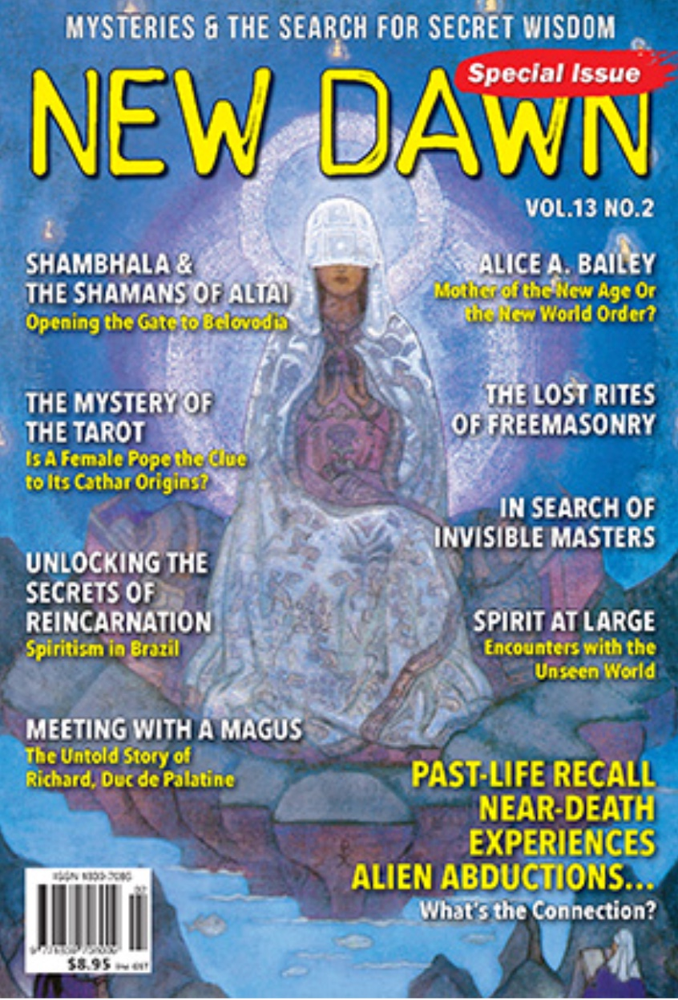 MYSTERIES & THE SEARCH FOR SECRET WISDOM
Special Issue
NEW DAWN
VOL.13 NO.2
SHAMBHALA &
THE SHAMANS OF ALTAI
Opening the Gate to Belovodia
THE MYSTERY OF
THE TAROT
Is A Female Pope the Clue
to Its Cathar Origins?
UNLOCKING THE
SECRETS OF
REINCARNATION
Spiritism in Brazil
MEETING WITH A MAGUS
The Untold Story of
Richard, Duc de Palatine
ALICE A. BAILEY
Mother of the New Age Or
the New World Order?
THE LOST RITES
OF FREEMASONRY
IN SEARCH OF
INVISIBLE MASTERS
SPIRIT AT LARGE
Encounters with the
Unseen World
PAST-LIFE RECALL
NEAR-DEATH
EXPERIENCES
ALIEN ABDUCTIONS...
What's the Connection?
ISSN
$8.95 inc GST